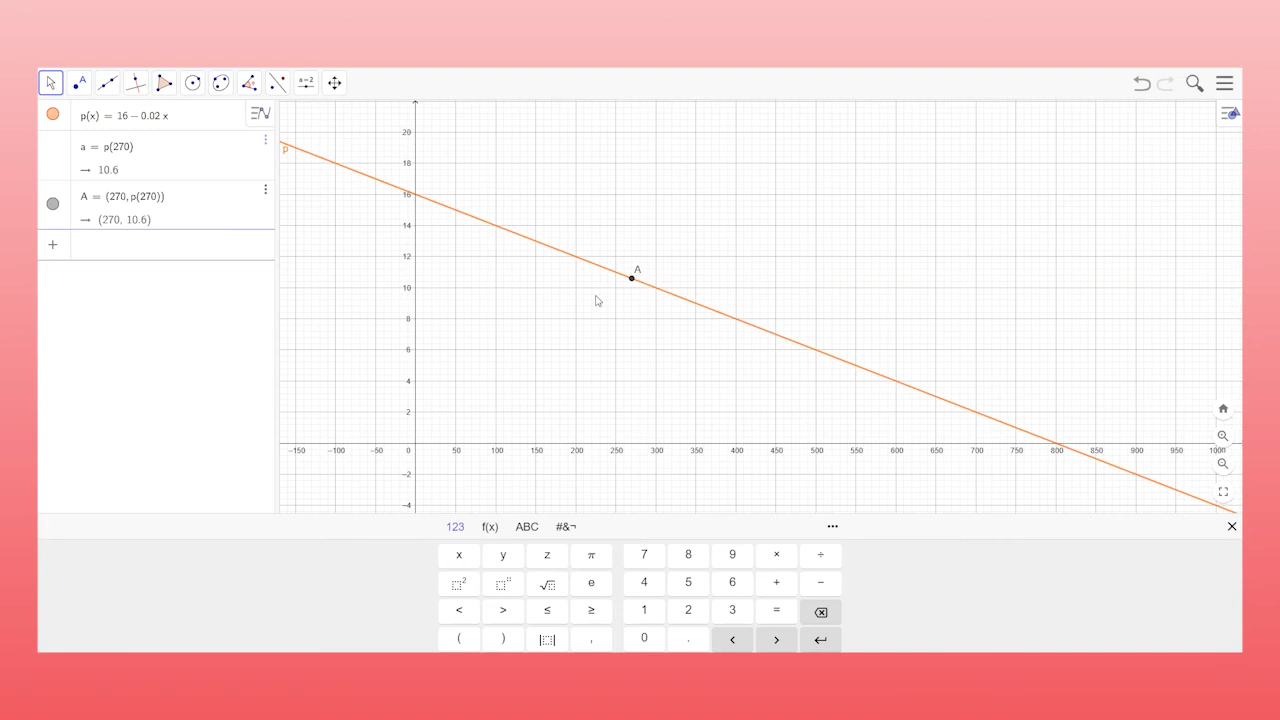 A
a=2
p(x) = 16 − 0.02 x
a = p(270)
→ 10.6
A = (270, p(270))
→ (270, 10.6)
+
p
A
20
18
16
14
12
10
8
6
4
2
−2
−4
−150 −100 −50 0 50 100 150 200 250 300 350 400 450 500 550 600 650 700 750 800 850 900 950 1000
123 f(x) ABC #&¬ ...
x y z π 7 8 9 × ÷
□² □□ √□ e 4 5 6 + −
< > ≤ ≥ 1 2 3 =
( ) |□| , 0 . < >